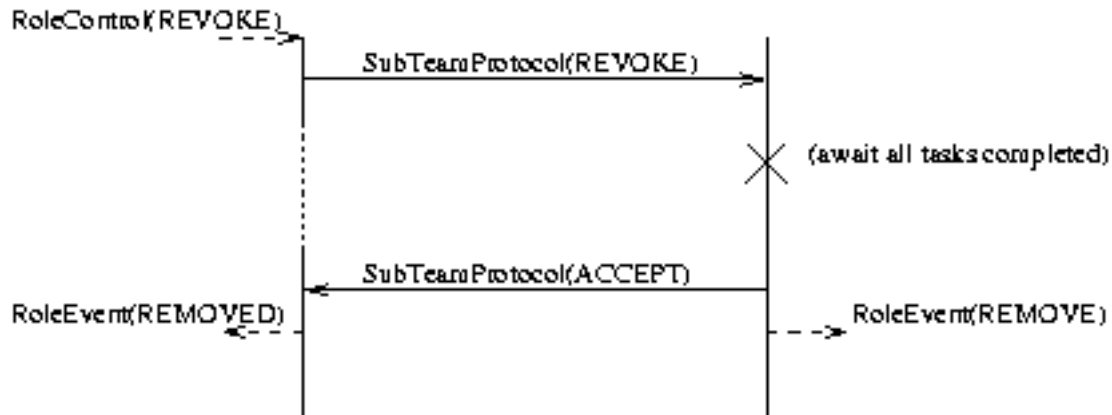 RoleControl(REVOKE)
SubTeamProtocol(REVOKE)
(await all tasks completed)
SubTeamProtocol(ACCEPT)
RoleEvent(REMOVED)
RoleEvent(REMOVE)